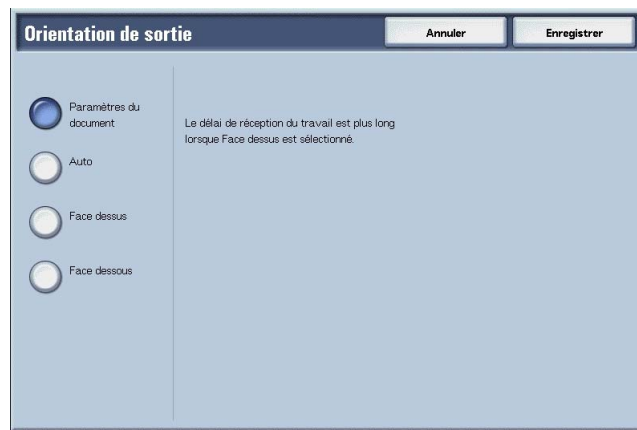 Orientation de sortie
Annuler
Enregistrer
Paramètres du
document
Auto
Face dessus
Face dessous
Le délai de réception du travail est plus long
lorsque Face dessus est sélectionné.